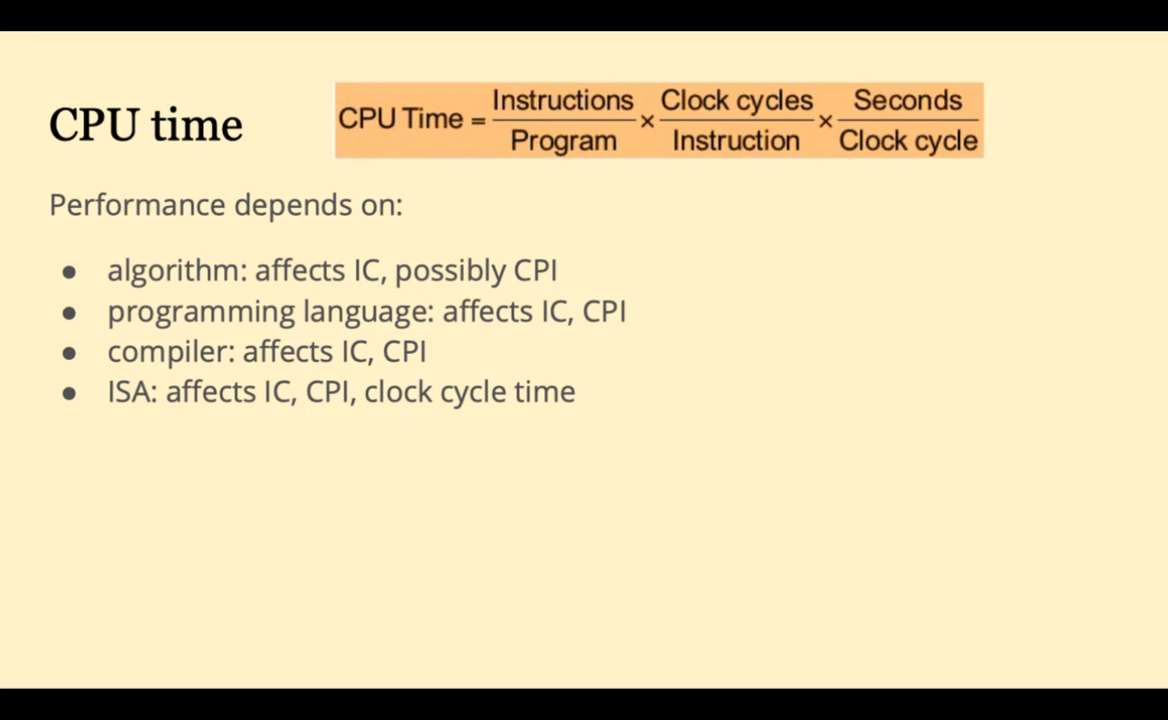 CPU time
CPU Time = Instructions/Program × Clock cycles/Instruction × Seconds/Clock cycle
Performance depends on:
● algorithm: affects IC, possibly CPI
● programming language: affects IC, CPI
● compiler: affects IC, CPI
● ISA: affects IC, CPI, clock cycle time